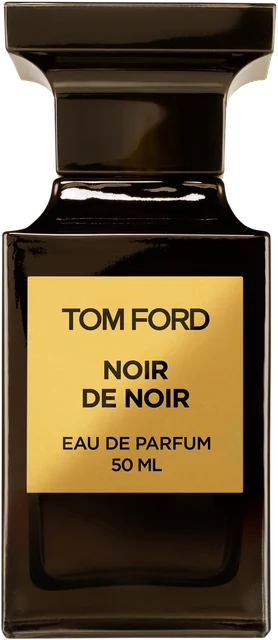 TOM FORD
NOIR
DE NOIR
EAU DE PARFUM
50 ML